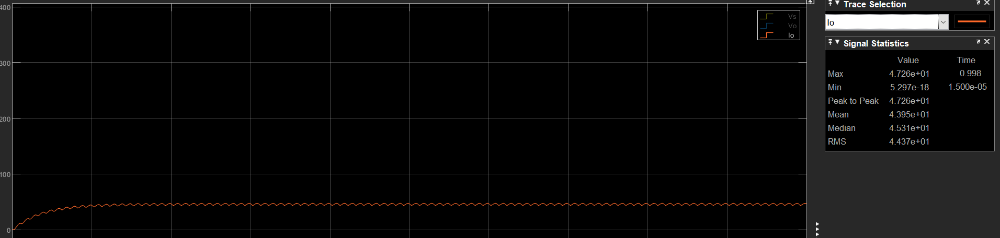 400
300
200
100
0
Vs
Vo
Io
Trace Selection
Io
Signal Statistics
Value Time
Max 4.726e+01 0.998
Min 5.297e-18 1.500e-05
Peak to Peak 4.726e+01
Mean 4.395e+01
Median 4.531e+01
RMS 4.437e+01